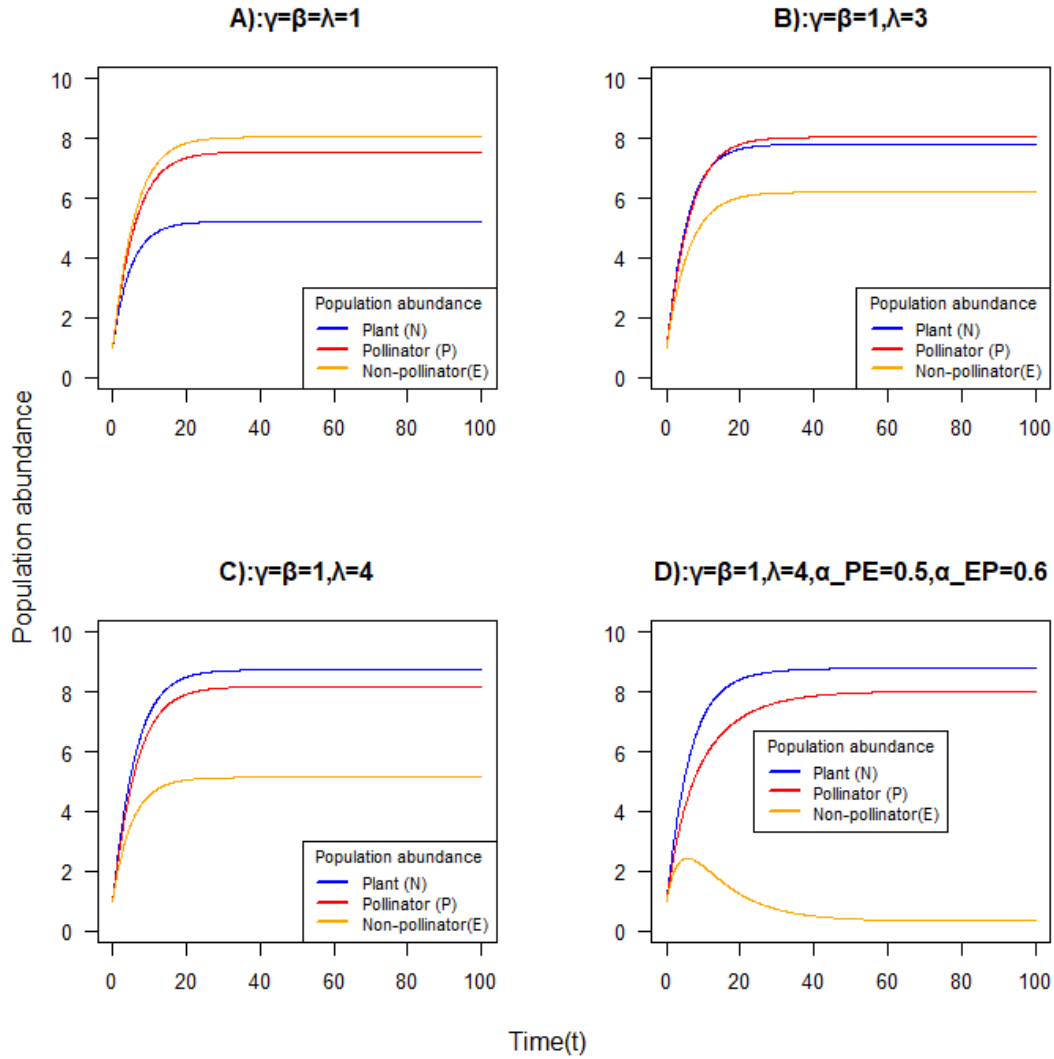 A):γ=β=λ=1
10
8
6
4
2
0
0 20 40 60 80 100
Population abundance
Plant (N)
Pollinator (P)
Non-pollinator(E)
B):γ=β=1,λ=3
10
8
6
4
2
0
0 20 40 60 80 100
Population abundance
Plant (N)
Pollinator (P)
Non-pollinator(E)
Population abundance
C):γ=β=1,λ=4
10
8
6
4
2
0
0 20 40 60 80 100
Population abundance
Plant (N)
Pollinator (P)
Non-pollinator(E)
D):γ=β=1,λ=4,α_PE=0.5,α_EP=0.6
10
8
6
4
2
0
0 20 40 60 80 100
Population abundance
Plant (N)
Pollinator (P)
Non-pollinator(E)
Time(t)